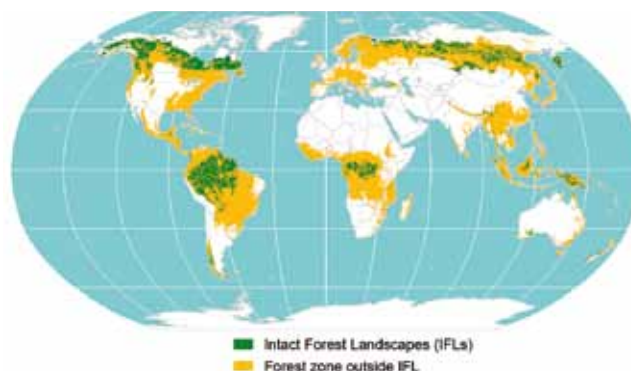 Intact Forest Landscapes (IFLs)
Forest zone outside IFL